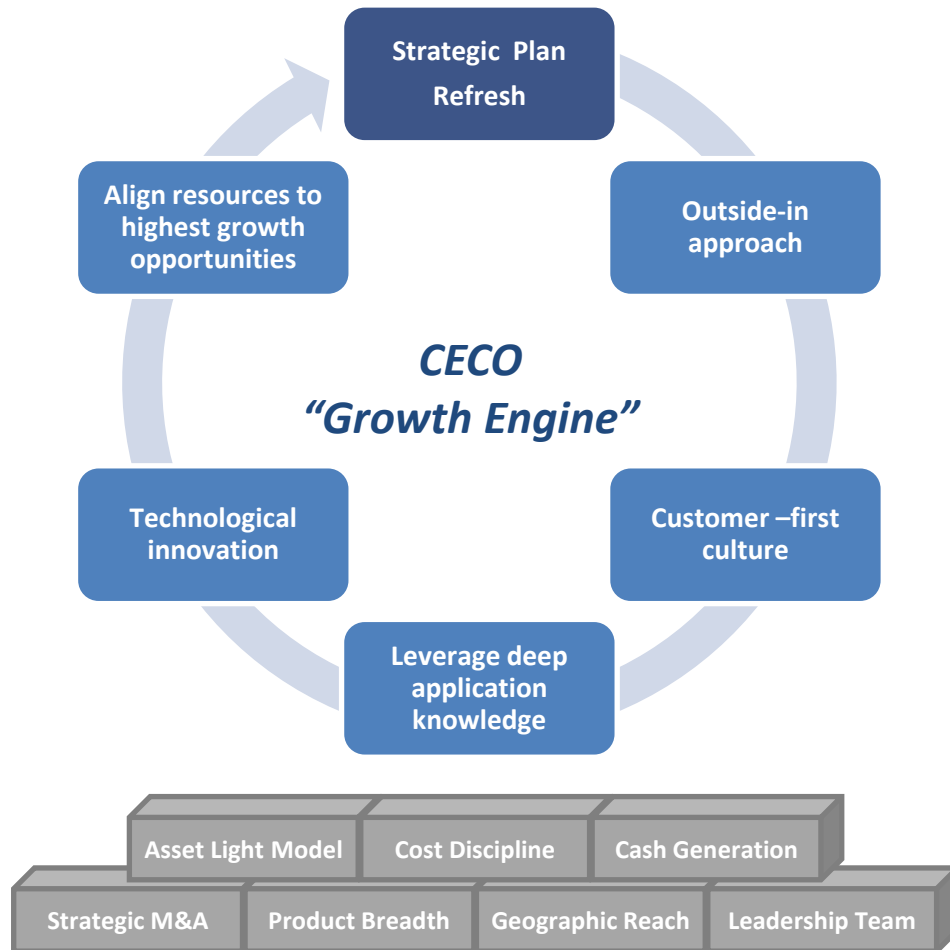 Strategic Plan
Refresh
Outside-in
approach
Customer –first
culture
Leverage deep
application
knowledge
Technological
innovation
Align resources to
highest growth
opportunities
CECO
“Growth Engine”
Asset Light Model
Cost Discipline
Cash Generation
Strategic M&A
Product Breadth
Geographic Reach
Leadership Team